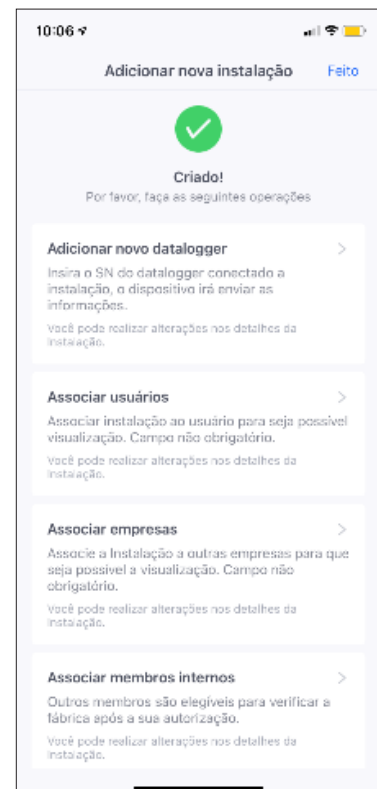 10:06
Adicionar nova instalação Feito
Criado!
Por favor, faça as seguintes operações
Adicionar novo datalogger
Insira o SN do datalogger conectado a
instalação, o dispositivo irá enviar as
informações.
Você pode realizar alterações nos detalhes da
Instalação.
Associar usuários
Associar instalação ao usuário para seja possível
visualização. Campo não obrigatório.
Você pode realizar alterações nos detalhes da
Instalação.
Associar empresas
Associe a Instalação a outras empresas para que
seja possível a visualização. Campo não
obrigatório.
Você pode realizar alterações nos detalhes da
Instalação.
Associar membros internos
Outros membros são elegíveis para verificar a
fábrica após a sua autorização.
Você pode realizar alterações nos detalhes da
Instalação.